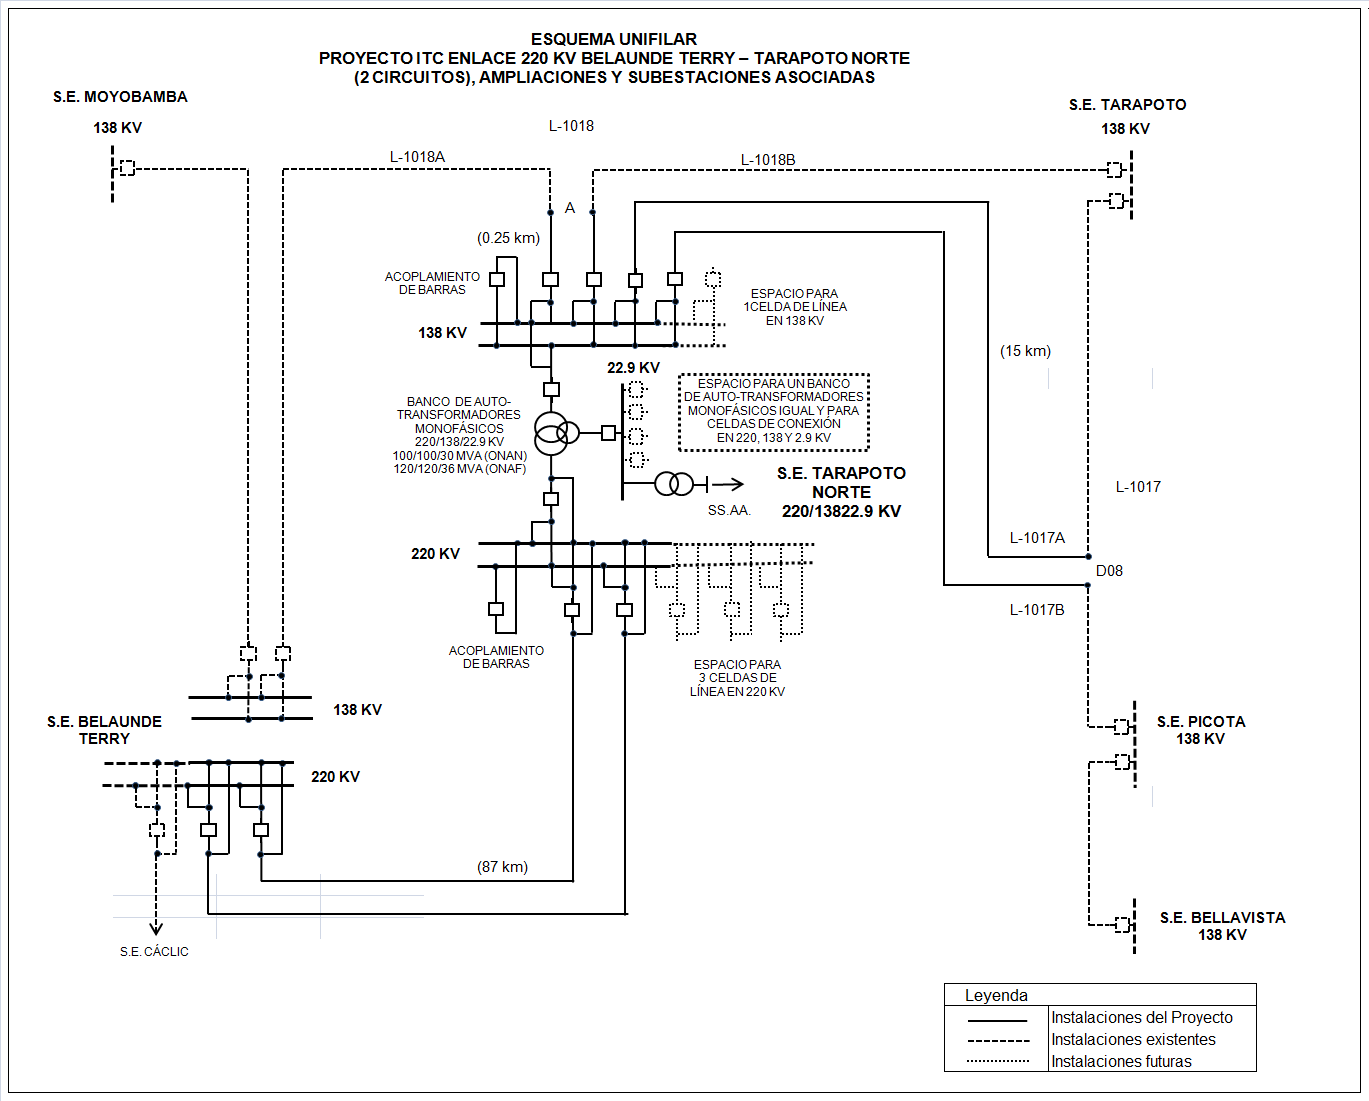 ESQUEMA UNIFILAR
PROYECTO ITC ENLACE 220 KV BELAUNDE TERRY – TARAPOTO NORTE
(2 CIRCUITOS), AMPLIACIONES Y SUBESTACIONES ASOCIADAS
S.E. MOYOBAMBA
138 KV
L-1018
S.E. TARAPOTO
138 KV
L-1018A
L-1018B
A
(0.25 km)
ACOPLAMIENTO
DE BARRAS
ESPACIO PARA
1CELDA DE LÍNEA
EN 138 KV
138 KV
(15 km)
22.9 KV
BANCO DE AUTO-
TRANSFORMADORES
MONOFÁSICOS
220/138/22.9 KV
100/100/30 MVA (ONAN)
120/120/36 MVA (ONAF)
ESPACIO PARA UN BANCO
DE AUTO-TRANSFORMADORES
MONOFÁSICOS IGUAL Y PARA
CELDAS DE CONEXIÓN
EN 220, 138 Y 2.9 KV
S.E. TARAPOTO
NORTE
220/13822.9 KV
SS.AA.
L-1017
L-1017A
D08
L-1017B
220 KV
ACOPLAMIENTO
DE BARRAS
ESPACIO PARA
3 CELDAS DE
LÍNEA EN 220 KV
138 KV
S.E. BELAUNDE
TERRY
220 KV
S.E. PICOTA
138 KV
(87 km)
S.E. CÁCLIC
S.E. BELLAVISTA
138 KV
Leyenda
Instalaciones del Proyecto
Instalaciones existentes
Instalaciones futuras